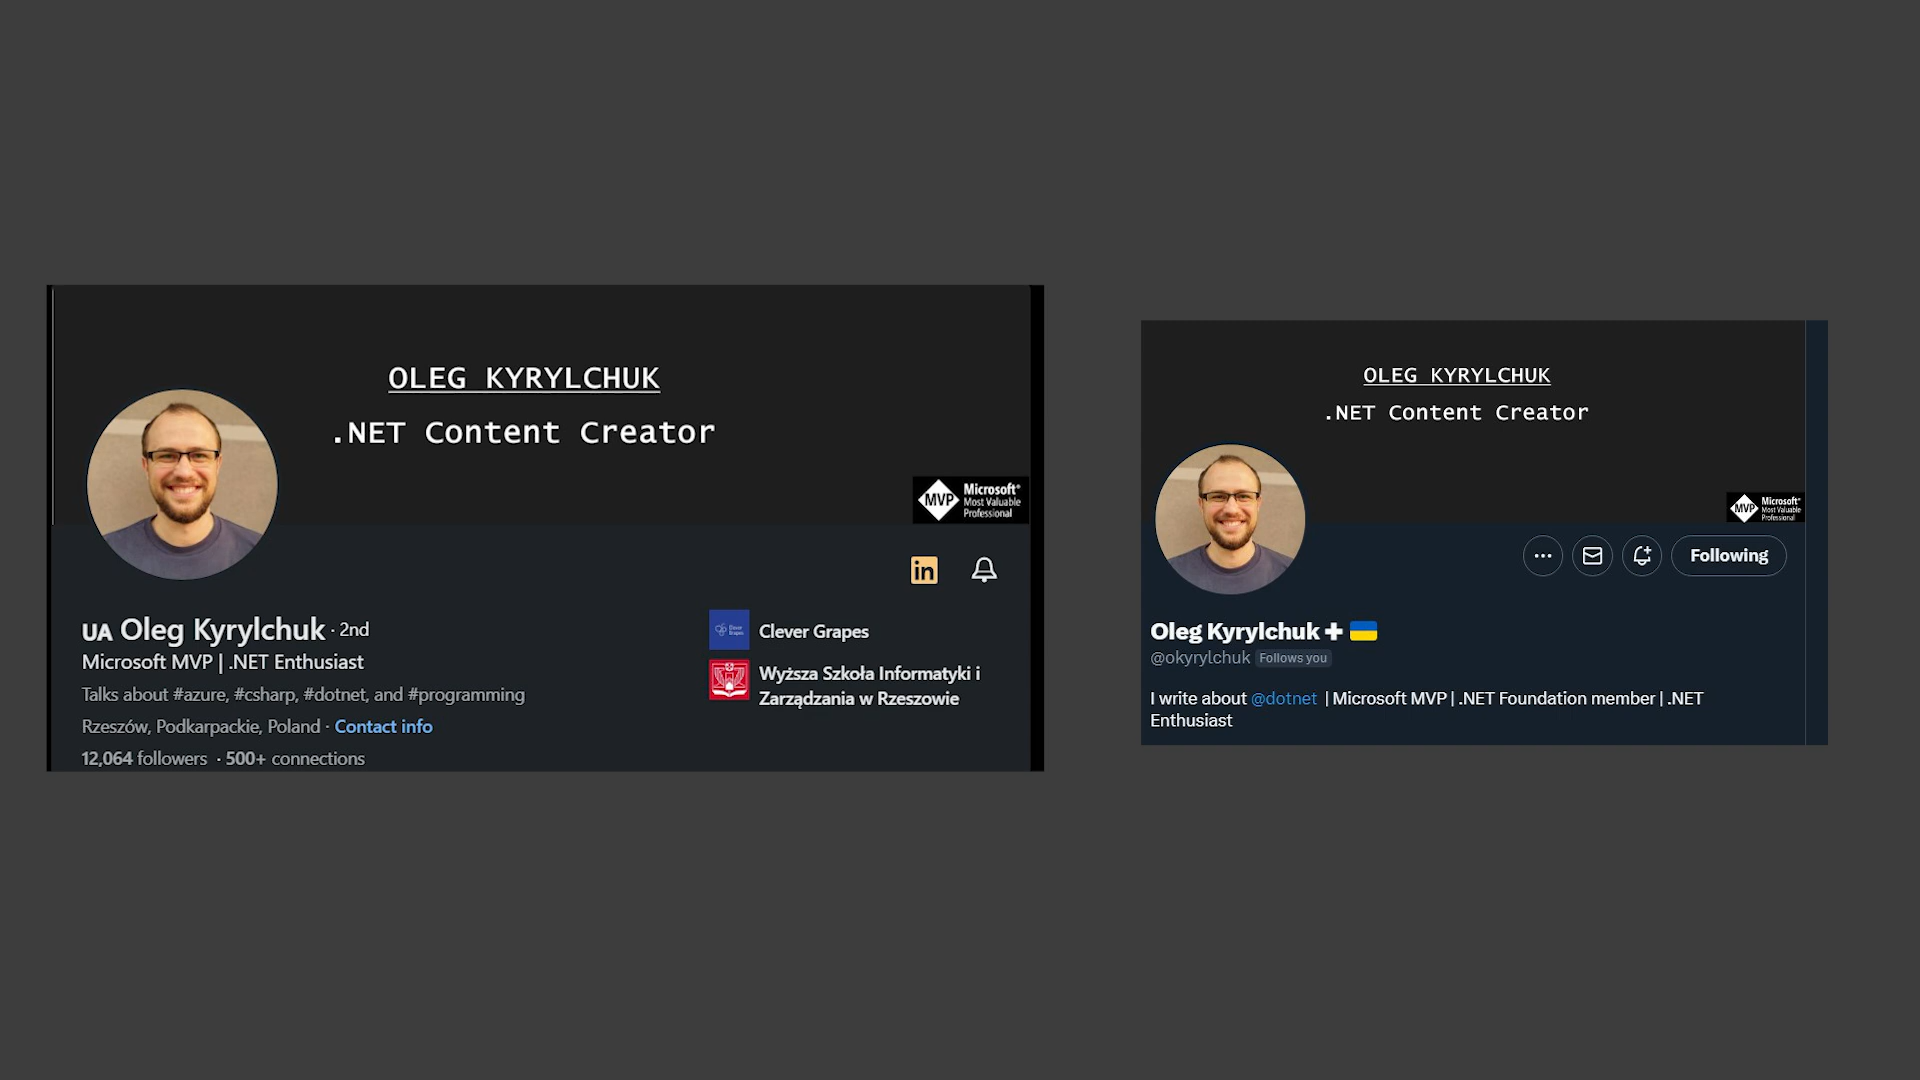 OLEG KYRYLCHUK
.NET Content Creator
MVP
Microsoft®
Most Valuable
Professional
in
UA Oleg Kyrylchuk · 2nd
Microsoft MVP | .NET Enthusiast
Talks about #azure, #csharp, #dotnet, and #programming
Rzeszów, Podkarpackie, Poland · Contact info
12,064 followers · 500+ connections
Clever Grapes
Clever Grapes
Wyższa Szkoła Informatyki i
Zarządzania w Rzeszowie
OLEG KYRYLCHUK
.NET Content Creator
MVP
Microsoft®
Most Valuable
Professional
Following
Oleg Kyrylchuk
@okyrylchuk Follows you
I write about @dotnet | Microsoft MVP | .NET Foundation member | .NET
Enthusiast